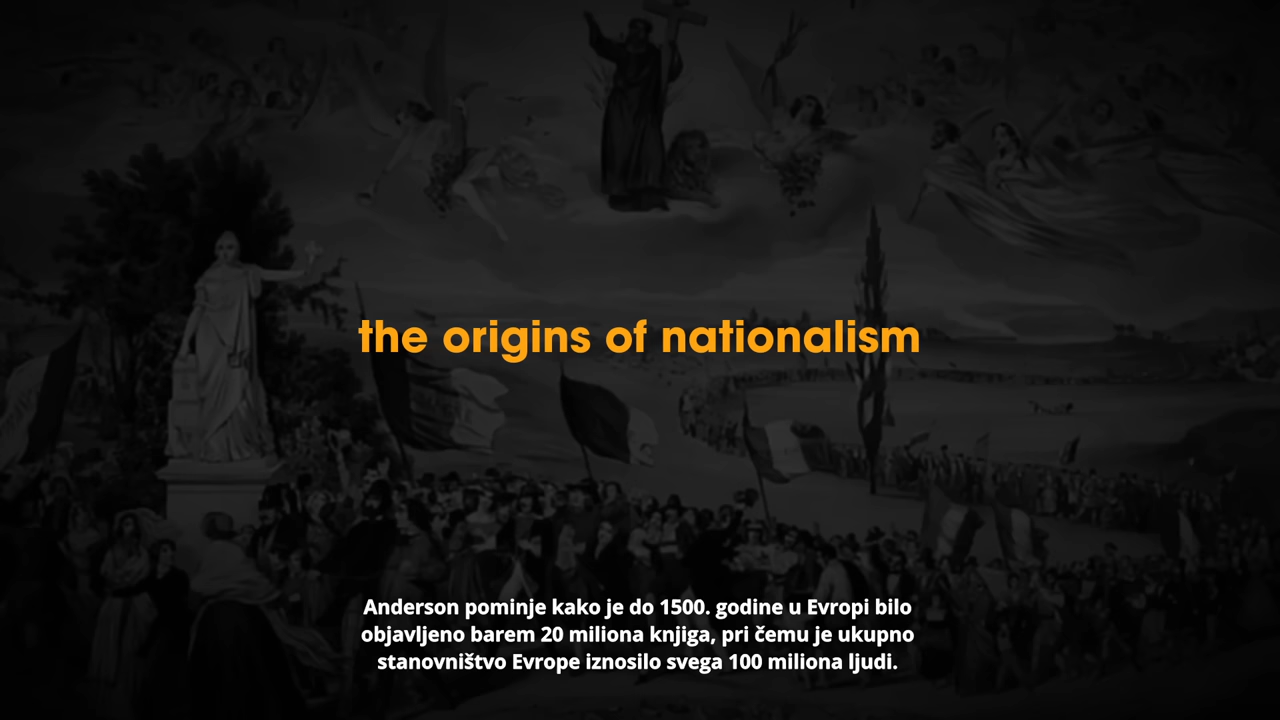 the origins of nationalism
Anderson pominje kako je do 1500. godine u Evropi bilo
objavljeno barem 20 miliona knjiga, pri čemu je ukupno
stanovništvo Evrope iznosilo svega 100 miliona ljudi.